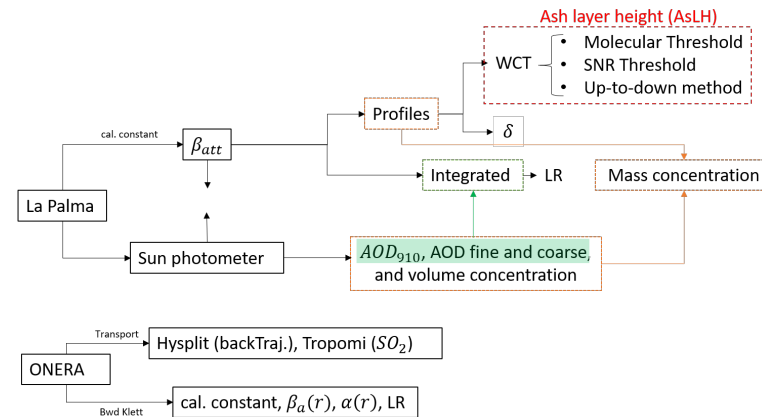 Ash layer height (AsLH)
WCT
• Molecular Threshold
• SNR Threshold
• Up-to-down method
Profiles
cal. constant
β_att
δ
Integrated
LR
Mass concentration
La Palma
Sun photometer
AOD_910, AOD fine and coarse,
and volume concentration
Transport
Hysplit (backTraj.), Tropomi (SO_2)
ONERA
cal. constant, β_a(r), α(r), LR
Bwd Klett